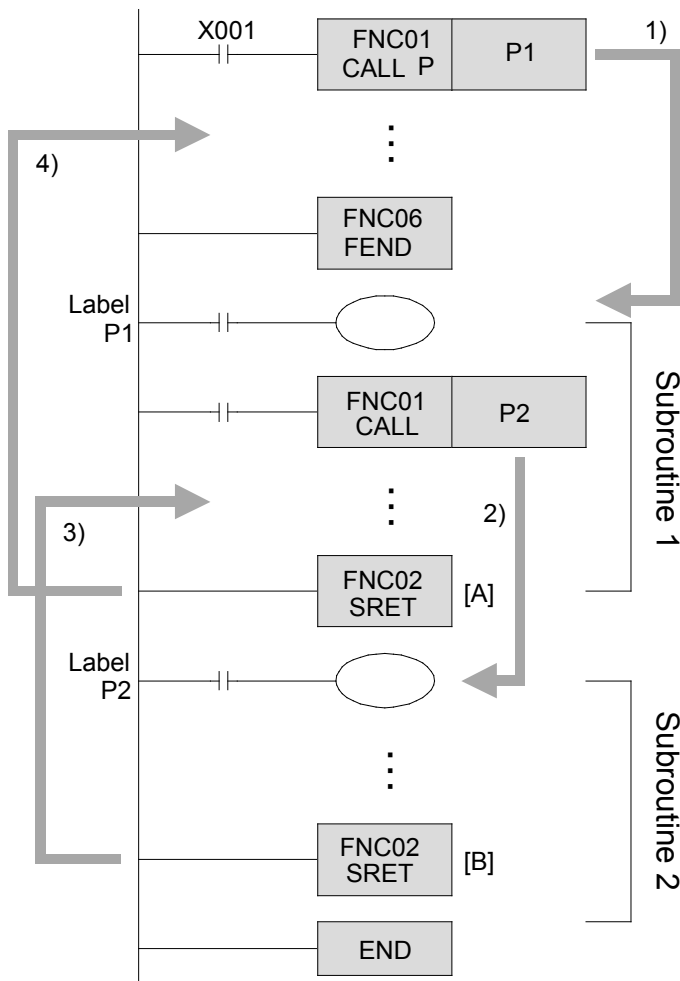 X001
FNC01
CALL P
P1
1)
4)
FNC06
FEND
Label
P1
FNC01
CALL
P2
Subroutine 1
3)
2)
FNC02
SRET
[A]
Label
P2
Subroutine 2
FNC02
SRET
[B]
END